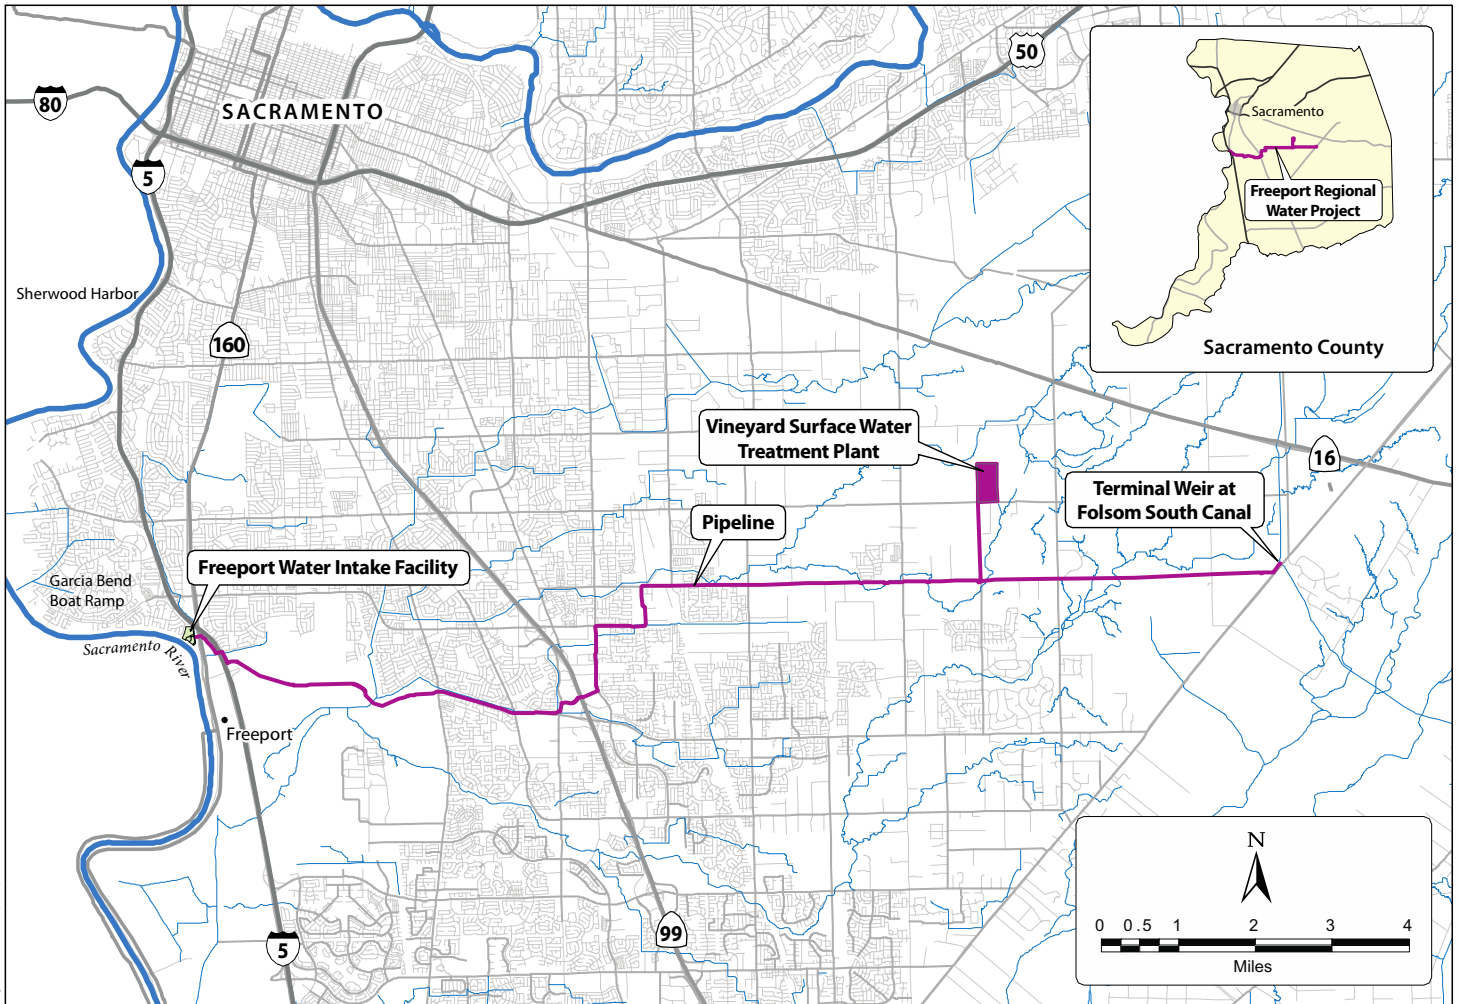 50
80
SACRAMENTO
Sacramento
5
Freeport Regional
Water Project
Sherwood Harbor
160
Sacramento County
Vineyard Surface Water
Treatment Plant
16
Terminal Weir at
Folsom South Canal
Pipeline
Freeport Water Intake Facility
Garcia Bend
Boat Ramp
Sacramento River
Freeport
N
0 0.5 1 2 3 4
Miles
99
5